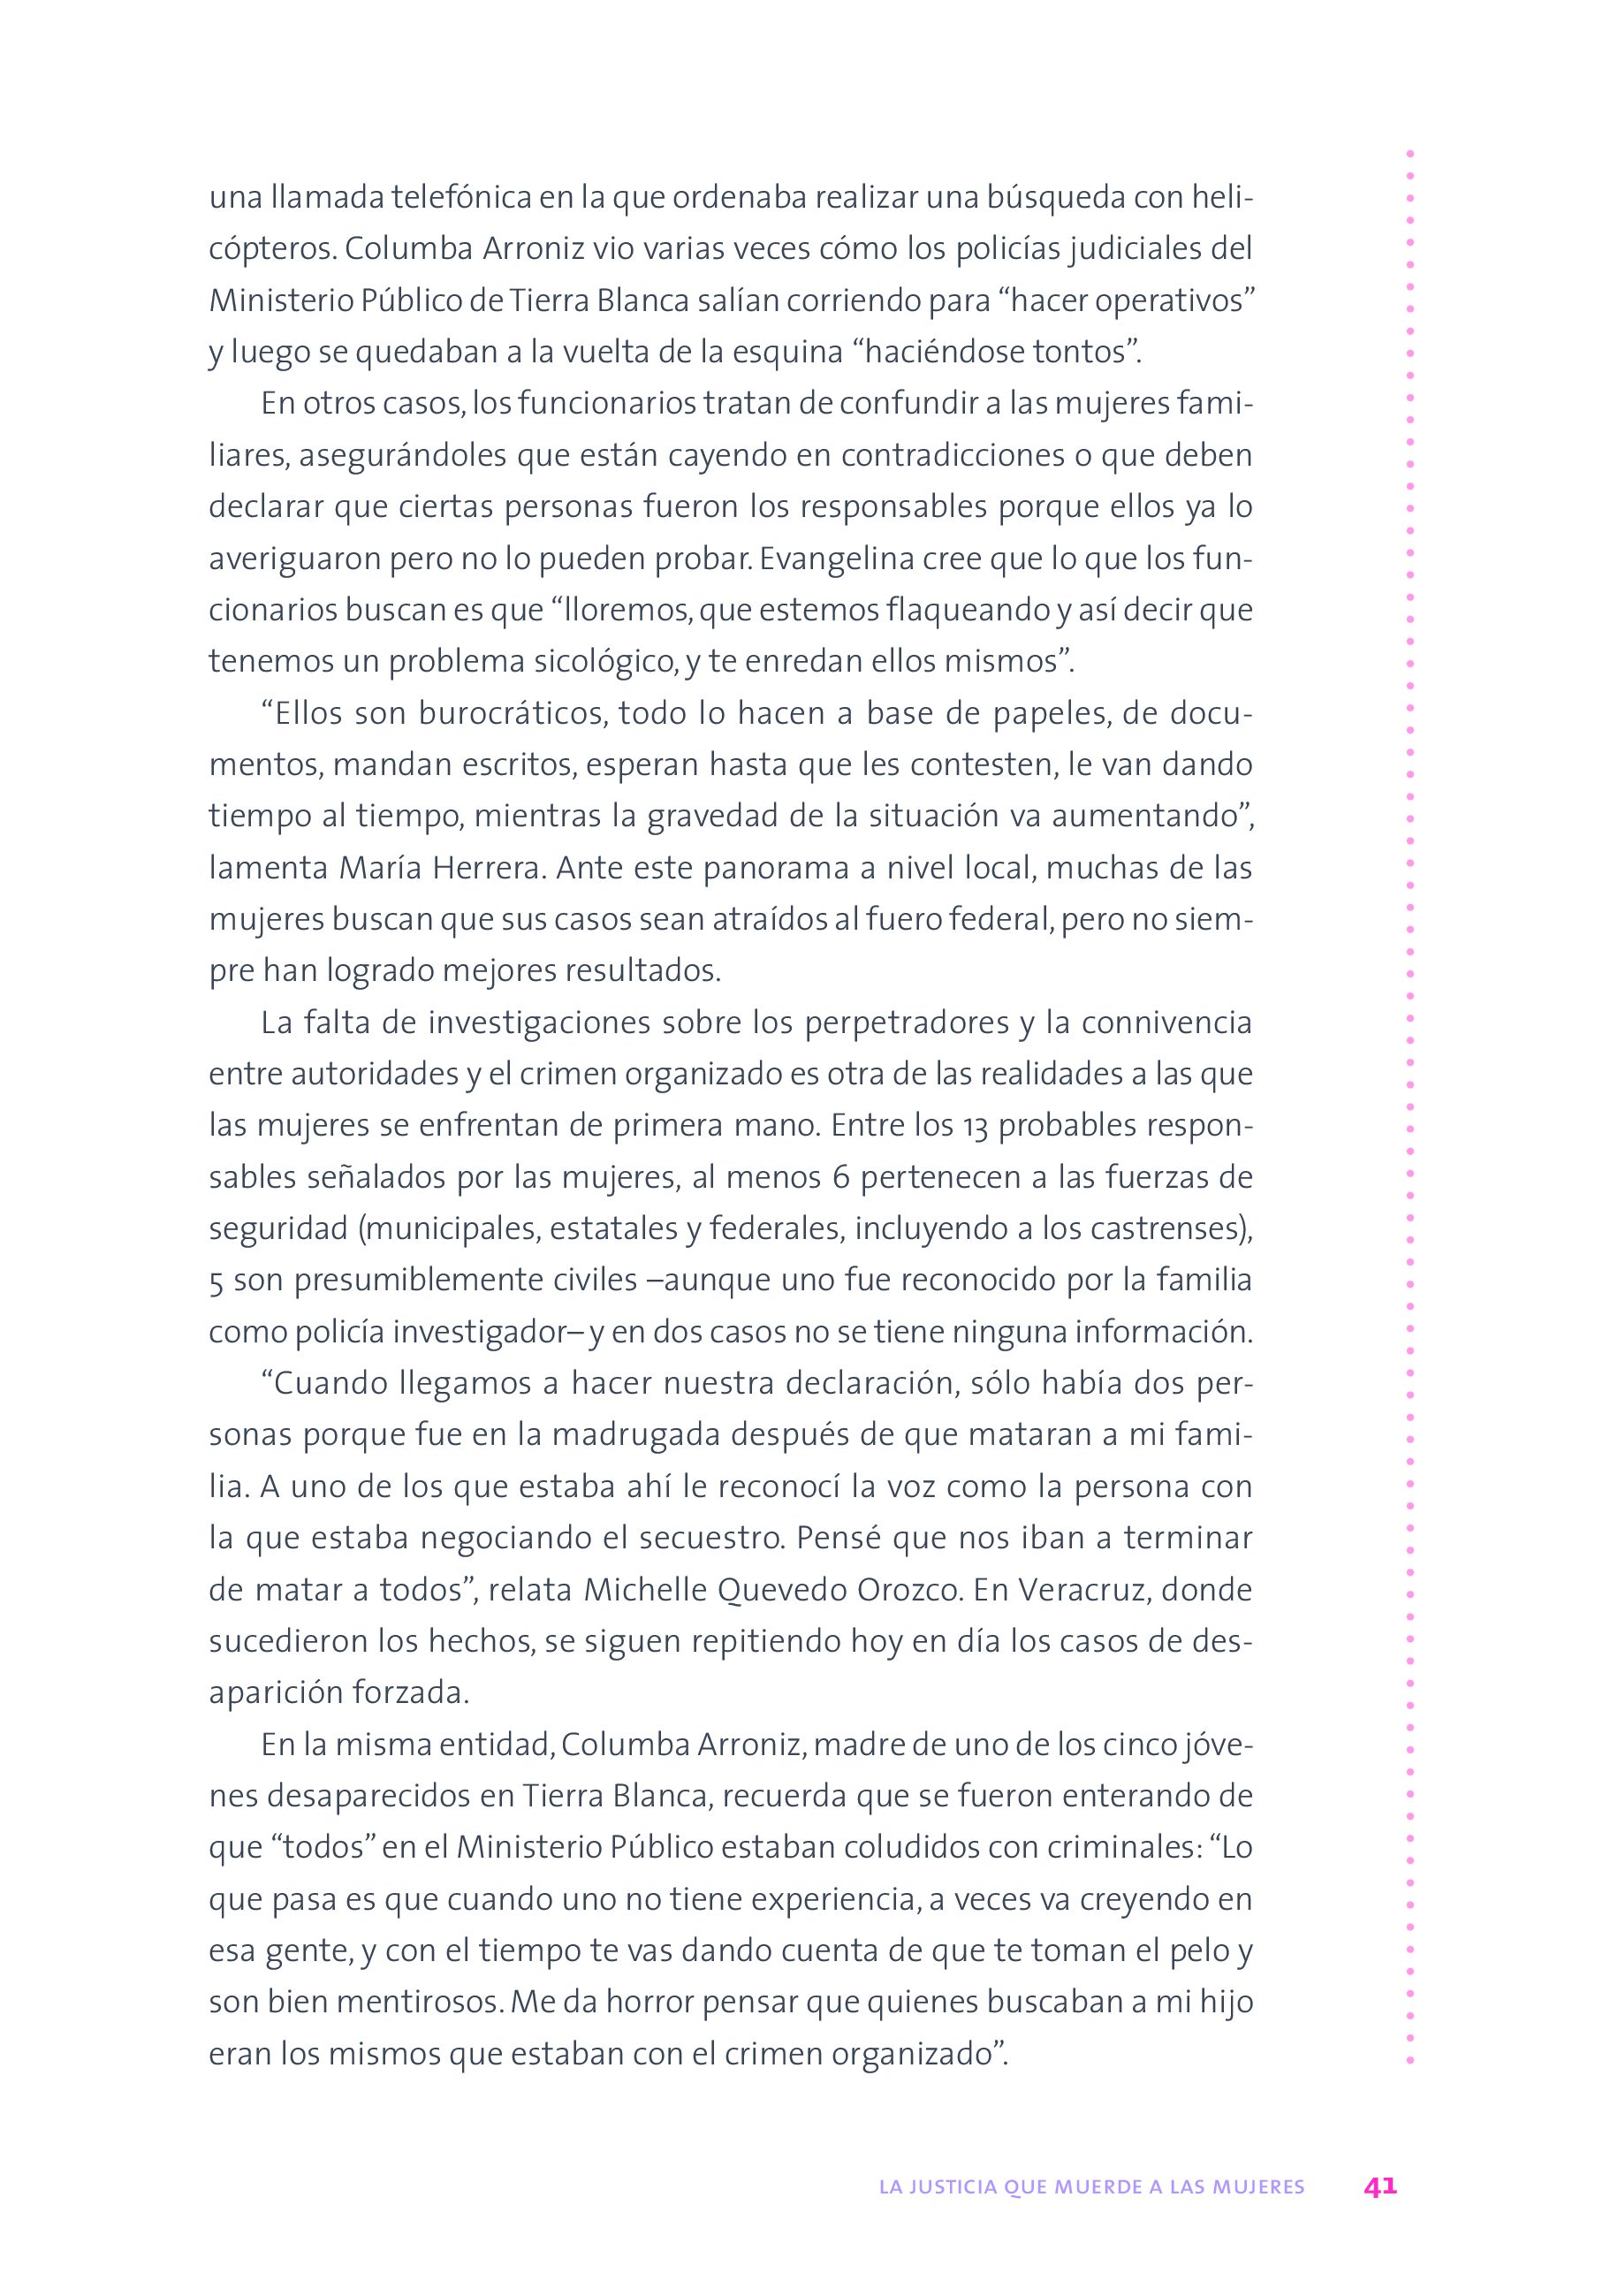 una llamada telefónica en la que ordenaba realizar una búsqueda con heli-
cópteros. Columba Arroniz vio varias veces cómo los policías judiciales del
Ministerio Público de Tierra Blanca salían corriendo para “hacer operativos”
y luego se quedaban a la vuelta de la esquina “haciéndose tontos”.
En otros casos, los funcionarios tratan de confundir a las mujeres fami-
liares, asegurándoles que están cayendo en contradicciones o que deben
declarar que ciertas personas fueron los responsables porque ellos ya lo
averiguaron pero no lo pueden probar. Evangelina cree que lo que los fun-
cionarios buscan es que “lloremos, que estemos flaqueando y así decir que
tenemos un problema sicológico, y te enredan ellos mismos”.
“Ellos son burocráticos, todo lo hacen a base de papeles, de docu-
mentos, mandan escritos, esperan hasta que les contesten, le van dando
tiempo al tiempo, mientras la gravedad de la situación va aumentando”,
lamenta María Herrera. Ante este panorama a nivel local, muchas de las
mujeres buscan que sus casos sean atraídos al fuero federal, pero no siem-
pre han logrado mejores resultados.
La falta de investigaciones sobre los perpetradores y la connivencia
entre autoridades y el crimen organizado es otra de las realidades a las que
las mujeres se enfrentan de primera mano. Entre los 13 probables respon-
sables señalados por las mujeres, al menos 6 pertenecen a las fuerzas de
seguridad (municipales, estatales y federales, incluyendo a los castrenses),
5 son presumiblemente civiles –aunque uno fue reconocido por la familia
como policía investigador– y en dos casos no se tiene ninguna información.
“Cuando llegamos a hacer nuestra declaración, sólo había dos per-
sonas porque fue en la madrugada después de que mataran a mi fami-
lia. A uno de los que estaba ahí le reconocí la voz como la persona con
la que estaba negociando el secuestro. Pensé que nos iban a terminar
de matar a todos”, relata Michelle Quevedo Orozco. En Veracruz, donde
sucedieron los hechos, se siguen repitiendo hoy en día los casos de des-
aparición forzada.
En la misma entidad, Columba Arroniz, madre de uno de los cinco jóve-
nes desaparecidos en Tierra Blanca, recuerda que se fueron enterando de
que “todos” en el Ministerio Público estaban coludidos con criminales: “Lo
que pasa es que cuando uno no tiene experiencia, a veces va creyendo en
esa gente, y con el tiempo te vas dando cuenta de que te toman el pelo y
son bien mentirosos. Me da horror pensar que quienes buscaban a mi hijo
eran los mismos que estaban con el crimen organizado”.
LA JUSTICIA QUE MUERDE A LAS MUJERES 41